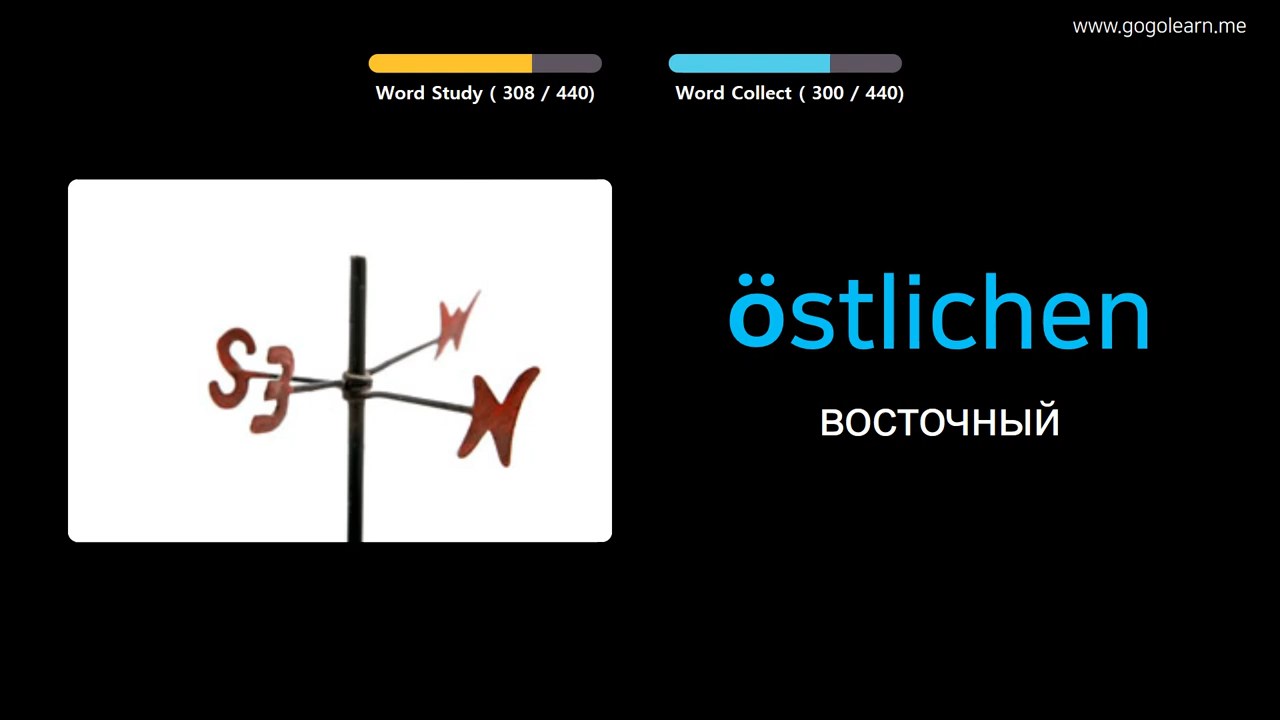 www.gogolearn.me
Word Study ( 308 / 440)
Word Collect ( 300 / 440)
S E W N
östlichen
восточный